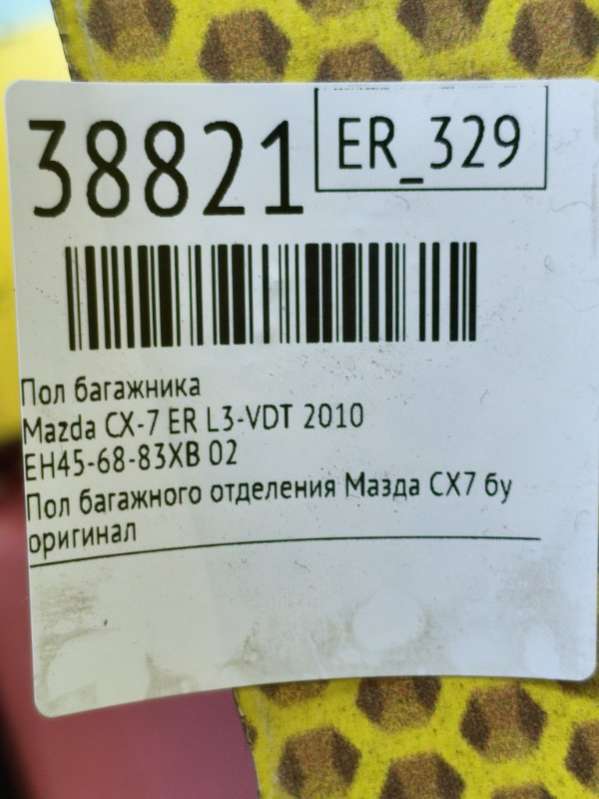 38821
ER_329
Пол багажника
Mazda CX-7 ER L3-VDT 2010
EH45-68-83XB 02
Пол багажного отделения Мазда CX7 бу
оригинал